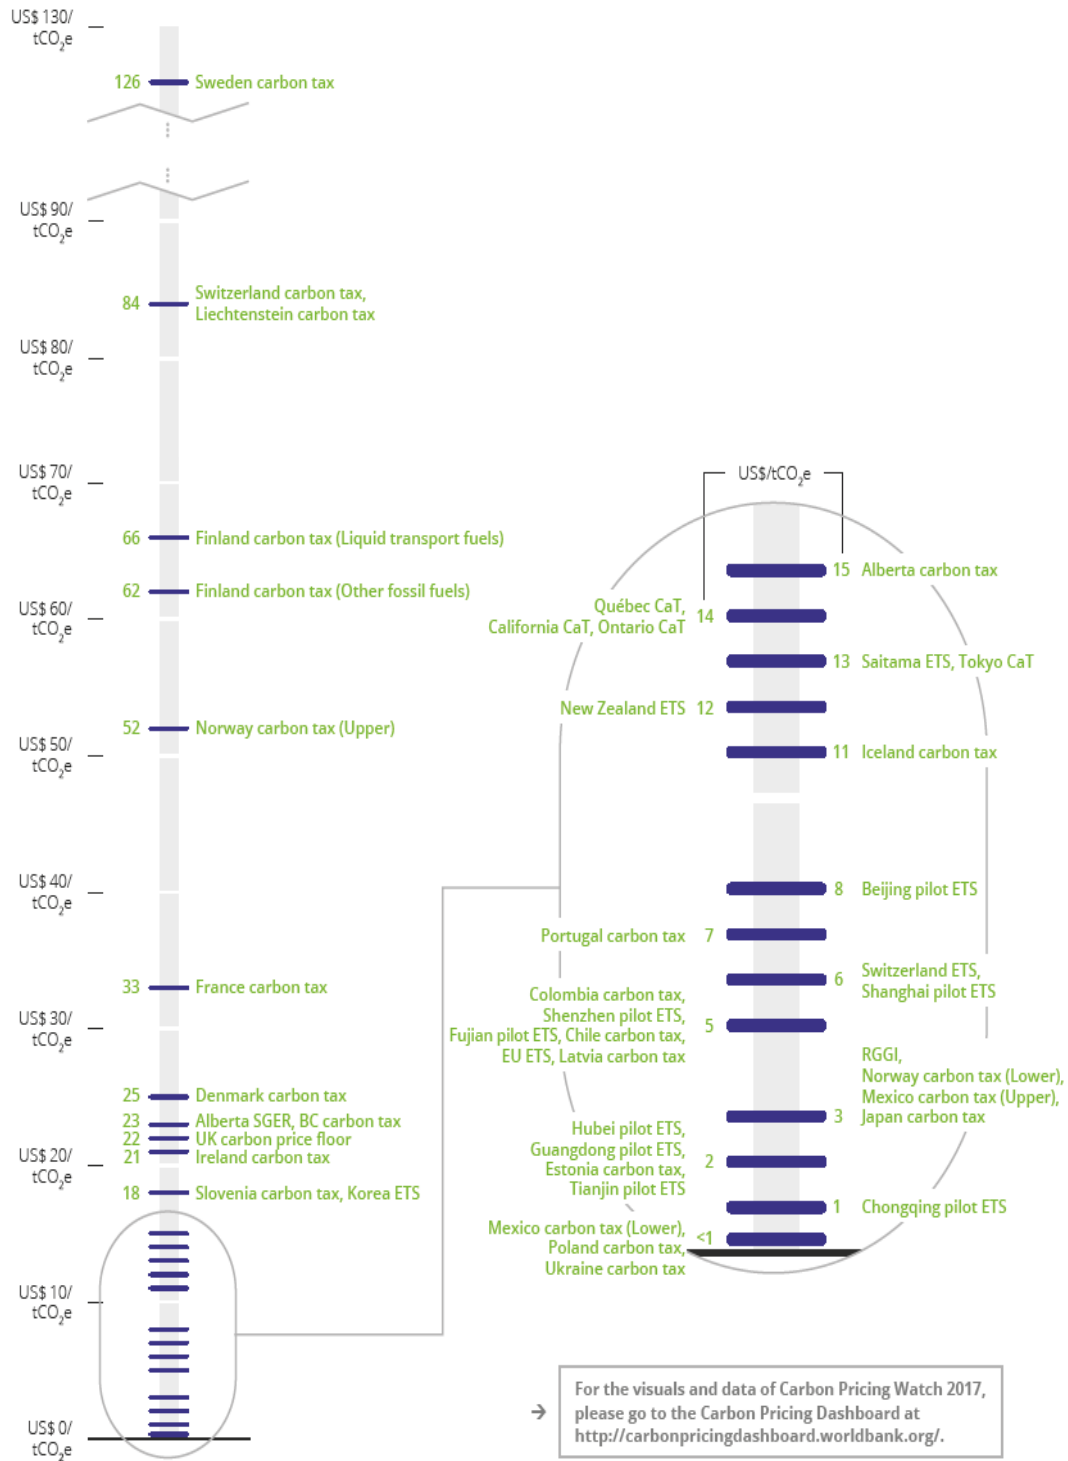 US$ 130/
tCO2e
126 Sweden carbon tax
US$ 90/
tCO2e
84 Switzerland carbon tax,
Liechtenstein carbon tax
US$ 80/
tCO2e
US$ 70/
tCO2e
66 Finland carbon tax (Liquid transport fuels)
62 Finland carbon tax (Other fossil fuels)
US$ 60/
tCO2e
52 Norway carbon tax (Upper)
US$ 50/
tCO2e
US$ 40/
tCO2e
33 France carbon tax
US$ 30/
tCO2e
25 Denmark carbon tax
23 Alberta SGER, BC carbon tax
22 UK carbon price floor
21 Ireland carbon tax
US$ 20/
tCO2e
18 Slovenia carbon tax, Korea ETS
US$ 10/
tCO2e
US$ 0/
tCO2e
US$/tCO2e
15 Alberta carbon tax
Québec CaT,
California CaT, Ontario CaT 14
13 Saitama ETS, Tokyo CaT
New Zealand ETS 12
11 Iceland carbon tax
8 Beijing pilot ETS
Portugal carbon tax 7
6 Switzerland ETS,
Shanghai pilot ETS
Colombia carbon tax,
Shenzhen pilot ETS,
Fujian pilot ETS, Chile carbon tax,
EU ETS, Latvia carbon tax
5
RGGI,
Norway carbon tax (Lower),
Mexico carbon tax (Upper),
3 Japan carbon tax
Hubei pilot ETS,
Guangdong pilot ETS,
Estonia carbon tax,
Tianjin pilot ETS
2
1 Chongqing pilot ETS
Mexico carbon tax (Lower),
Poland carbon tax,
Ukraine carbon tax
<1
→ For the visuals and data of Carbon Pricing Watch 2017,
please go to the Carbon Pricing Dashboard at
http://carbonpricingdashboard.worldbank.org/.